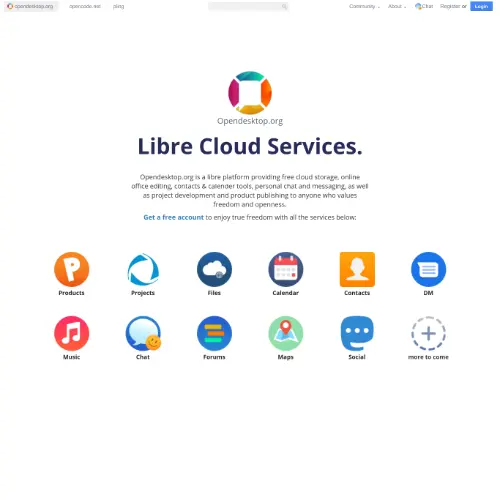 opendesktop.org opencode.net pling Community About Chat Register or Login
Opendesktop.org
Libre Cloud Services.
Opendesktop.org is a libre platform providing free cloud storage, online
office editing, contacts & calender tools, personal chat and messaging, as well
as project development and product publishing to anyone who values
freedom and openness.
Get a free account to enjoy true freedom with all the services below:
Products Projects Files Calendar Contacts DM
Music Chat Forums Maps Social more to come